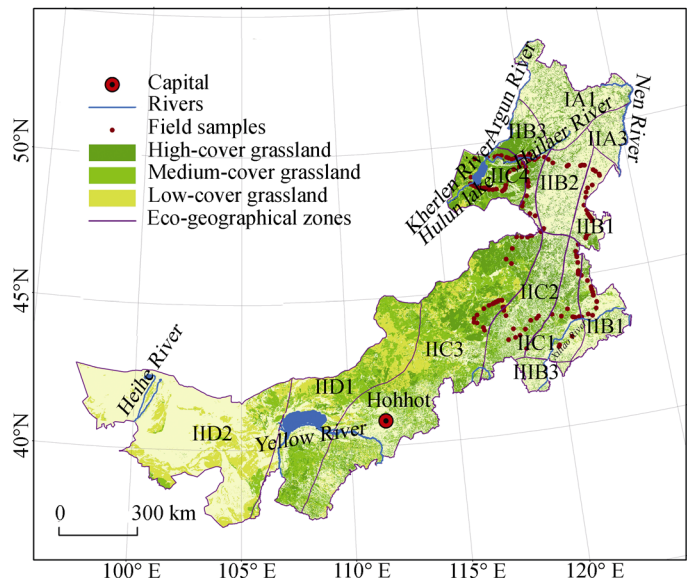 Capital
Rivers
Field samples
High-cover grassland
Medium-cover grassland
Low-cover grassland
Eco-geographical zones
Argun River
Nen River
IA1
IIB3
Hailaer River
IIA3
Kherlen River
Hulun lake
IIC4
IIB2
IIB1
IIC2
IIB1
IIC1
IIIB3
IIC3
IID1
Hohhot
Heihe River
IID2
Yellow River
0
300 km
50°N
45°N
40°N
100°E
105°E
110°E
115°E
120°E